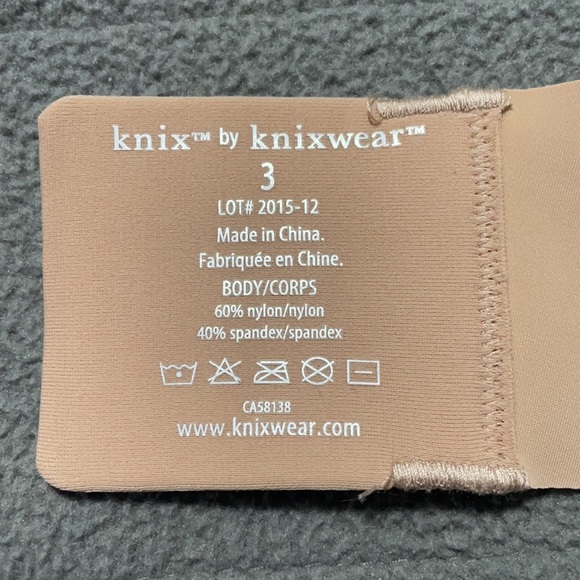 knix™ by knixwear™
3
LOT# 2015-12
Made in China.
Fabriquée en Chine.
BODY/CORPS
60% nylon/nylon
40% spandex/spandex
CA58138
www.knixwear.com